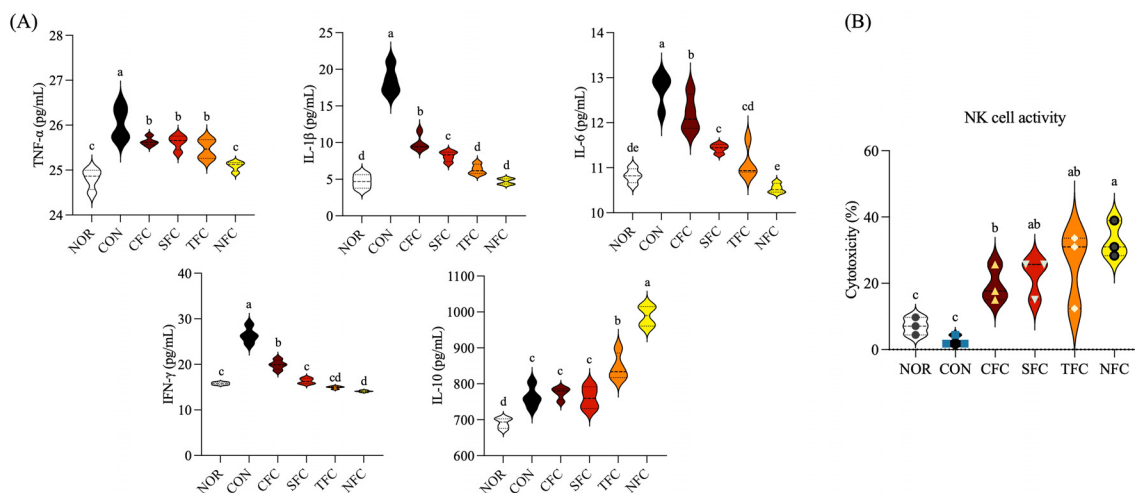 (A)
TNF-α (pg/mL)
28
27
26
25
24
c
a
b
b
b
c
NOR
CON
CFC
SFC
TFC
NFC
IL-1β (pg/mL)
25
20
15
10
5
0
d
a
b
c
d
d
NOR
CON
CFC
SFC
TFC
NFC
IL-6 (pg/mL)
14
13
12
11
10
de
a
b
c
cd
e
NOR
CON
CFC
SFC
TFC
NFC
IFN-γ (pg/mL)
40
30
20
10
0
c
a
b
c
cd
d
NOR
CON
CFC
SFC
TFC
NFC
IL-10 (pg/mL)
1100
1000
900
800
700
600
d
c
c
c
b
a
NOR
CON
CFC
SFC
TFC
NFC
(B)
NK cell activity
Cytotoxicity (%)
60
40
20
0
c
c
b
ab
ab
a
NOR
CON
CFC
SFC
TFC
NFC